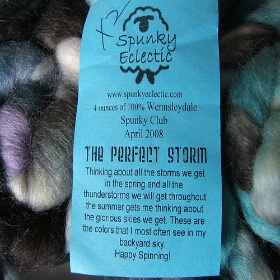 Spunky
Eclectic
www.spunkyeclectic.com
4 ounces of 100% Wennsleydale
Spunky Club
April 2008
THE PERFECT STORM
Thinking about all the storms we get
in the spring and all the
thunderstorms we will get throughout
the summer gets me thinking about
the glorious skies we get. These are
the colors that I most often see in my
backyard sky.
Happy Spinning!